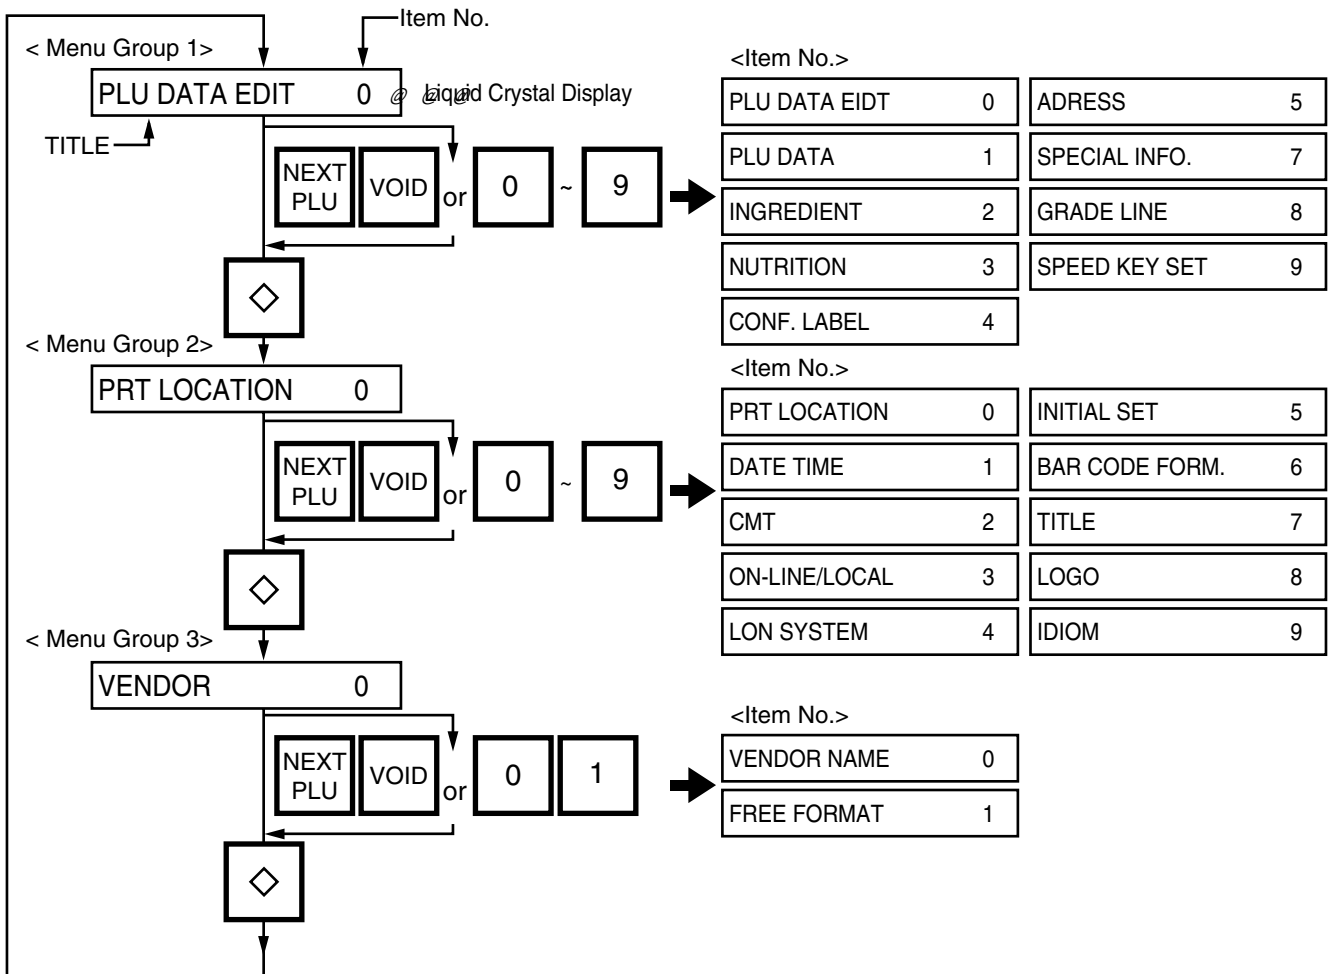 Item No.
< Menu Group 1>
PLU DATA EDIT 0 @ @ @ Liquid Crystal Display
TITLE
NEXT PLU VOID or 0 ~ 9
<Item No.>
PLU DATA EIDT 0 ADRESS 5
PLU DATA 1 SPECIAL INFO. 7
INGREDIENT 2 GRADE LINE 8
NUTRITION 3 SPEED KEY SET 9
CONF. LABEL 4
< Menu Group 2>
PRT LOCATION 0
NEXT PLU VOID or 0 ~ 9
<Item No.>
PRT LOCATION 0 INITIAL SET 5
DATE TIME 1 BAR CODE FORM. 6
CMT 2 TITLE 7
ON-LINE/LOCAL 3 LOGO 8
LON SYSTEM 4 IDIOM 9
< Menu Group 3>
VENDOR 0
NEXT PLU VOID or 0 1
<Item No.>
VENDOR NAME 0
FREE FORMAT 1